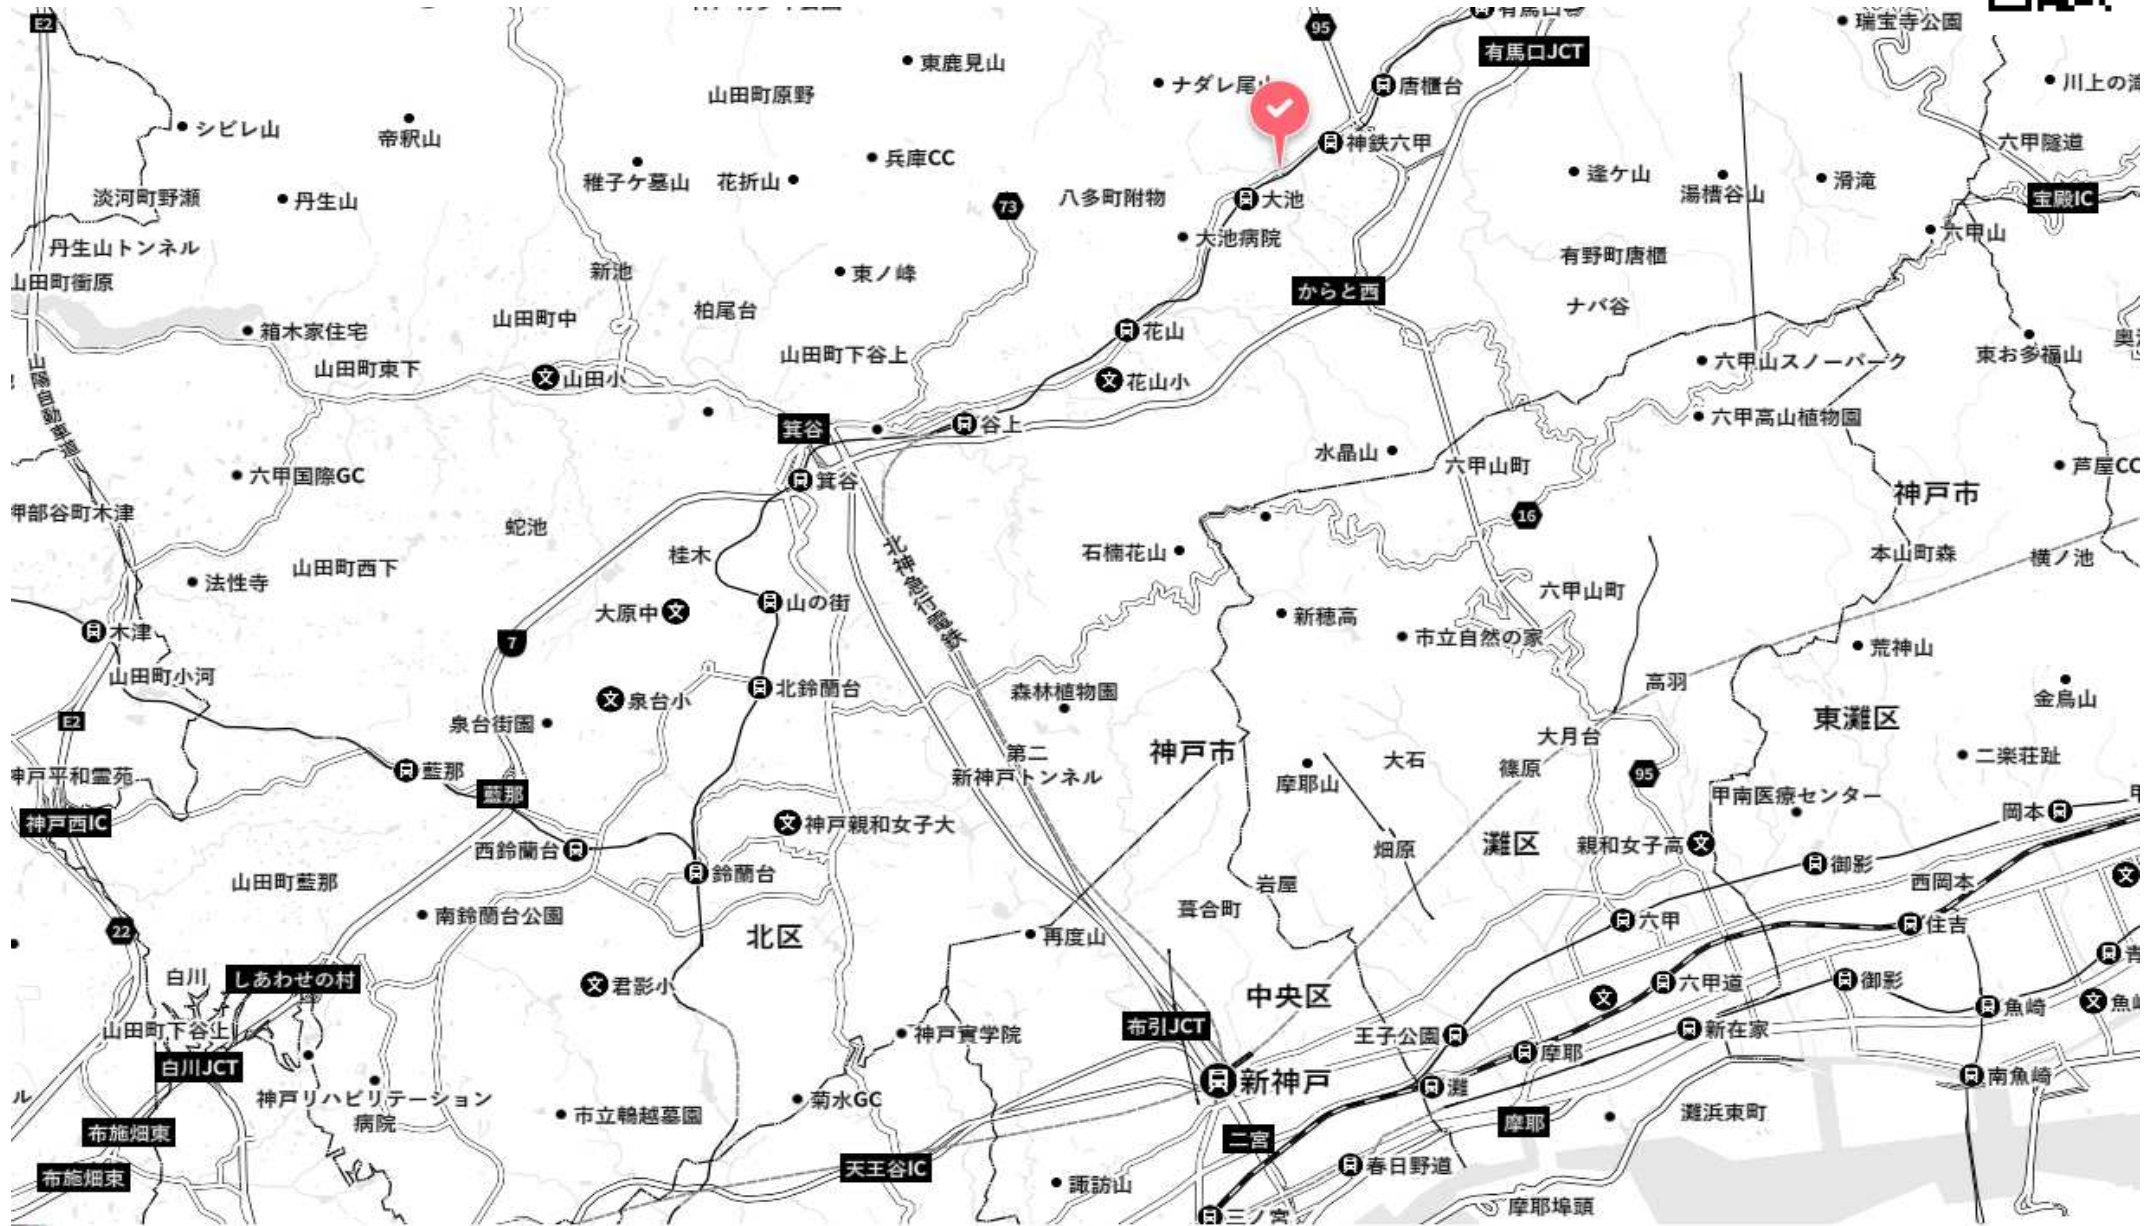 E2
95
瑞宝寺公園
東鹿見山
有馬口JCT
ナダレ尾山
唐櫃台
山田町原野
シビレ山
帝釈山
神鉄六甲
六甲隧道
兵庫CC
稚子ケ墓山
花折山
逢ケ山
滑滝
湯槽谷山
淡河町野瀬
丹生山
73
八多町附物
大池
宝殿IC
大池病院
六甲山
丹生山トンネル
有野町唐櫃
新池
東ノ峰
山田町衝原
からと西
ナバ谷
柏尾台
山田町中
箱木家住宅
花山
山田町下谷上
六甲山スノーパーク
東お多福山
山田町東下
山陽自動車道
山田小
花山小
六甲高山植物園
箕谷
谷上
水晶山
六甲山町
芦屋CC
六甲国際GC
箕谷
神戸市
押部谷町木津
16
蛇池
桂木
石楠花山
本山町森
横ノ池
山田町西下
法性寺
北神急行電鉄
六甲山町
大原中
山の街
新穂高
木津
7
市立自然の家
荒神山
山田町小河
北鈴蘭台
森林植物園
高羽
泉台小
金鳥山
E2
泉台街園
東灘区
第二
新神戸トンネル
神戸市
大月台
大石
篠原
二楽荘趾
神戸平和霊苑
藍那
95
摩耶山
藍那
甲南医療センター
神戸西IC
神戸親和女子大
岡本
西鈴蘭台
畑原
灘区
親和女子高
御影
鈴蘭台
山田町藍那
岩屋
西岡本
南鈴蘭台公園
葺合町
六甲
住吉
22
北区
再度山
白川
しあわせの村
君影小
六甲道
御影
中央区
魚崎
山田町下谷上
布引JCT
神戸實学院
王子公園
新在家
摩耶
白川JCT
新神戸
灘
南魚崎
神戸リハビリテーション
病院
菊水GC
市立鵯越墓園
灘浜東町
布施畑東
摩耶
二宮
布施畑東
天王谷IC
春日野道
諏訪山
摩耶埠頭
三ノ宮